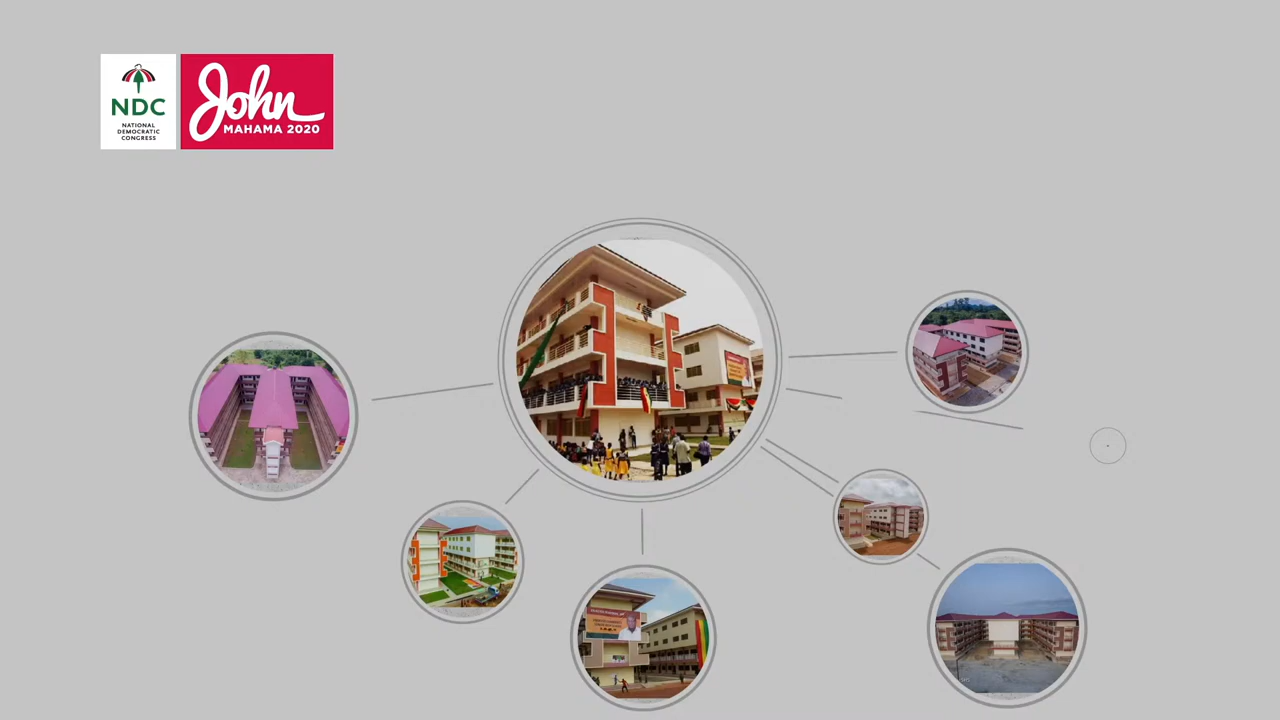 NDC
NATIONAL
DEMOCRATIC
CONGRESS
John
MAHAMA 2020